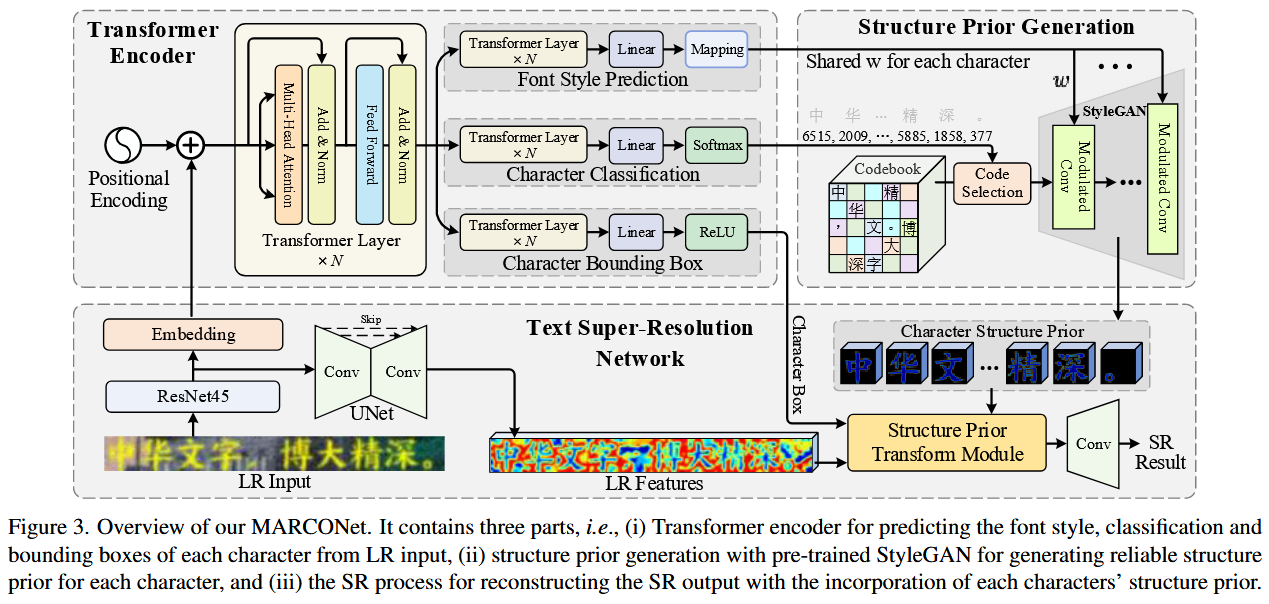 Transformer
Encoder
Positional
Encoding
Multi-Head Attention
Add & Norm
Feed Forward
Add & Norm
Transformer Layer
× N
Transformer Layer
× N
Linear
Mapping
Font Style Prediction
Transformer Layer
× N
Linear
Softmax
Character Classification
Transformer Layer
× N
Linear
ReLU
Character Bounding Box
Structure Prior Generation
Shared w for each character
w
StyleGAN
中 华 ... 精 深 。
6515, 2009, ···, 5885, 1858, 377
Codebook
中 精
华
， 文 。 博
大
深 字
Code
Selection
Modulated
Conv
Modulated Conv
Text Super-Resolution
Network
Embedding
ResNet45
Skip
Conv
Conv
UNet
中华文字，博大精深。
LR Input
中华文字，博大精深。
LR Features
Character Box
Character Structure Prior
中 华 文 ... 精 深 。
Structure Prior
Transform Module
Conv
SR
Result
Figure 3. Overview of our MARCONet. It contains three parts, i.e., (i) Transformer encoder for predicting the font style, classification and
bounding boxes of each character from LR input, (ii) structure prior generation with pre-trained StyleGAN for generating reliable structure
prior for each character, and (iii) the SR process for reconstructing the SR output with the incorporation of each characters' structure prior.